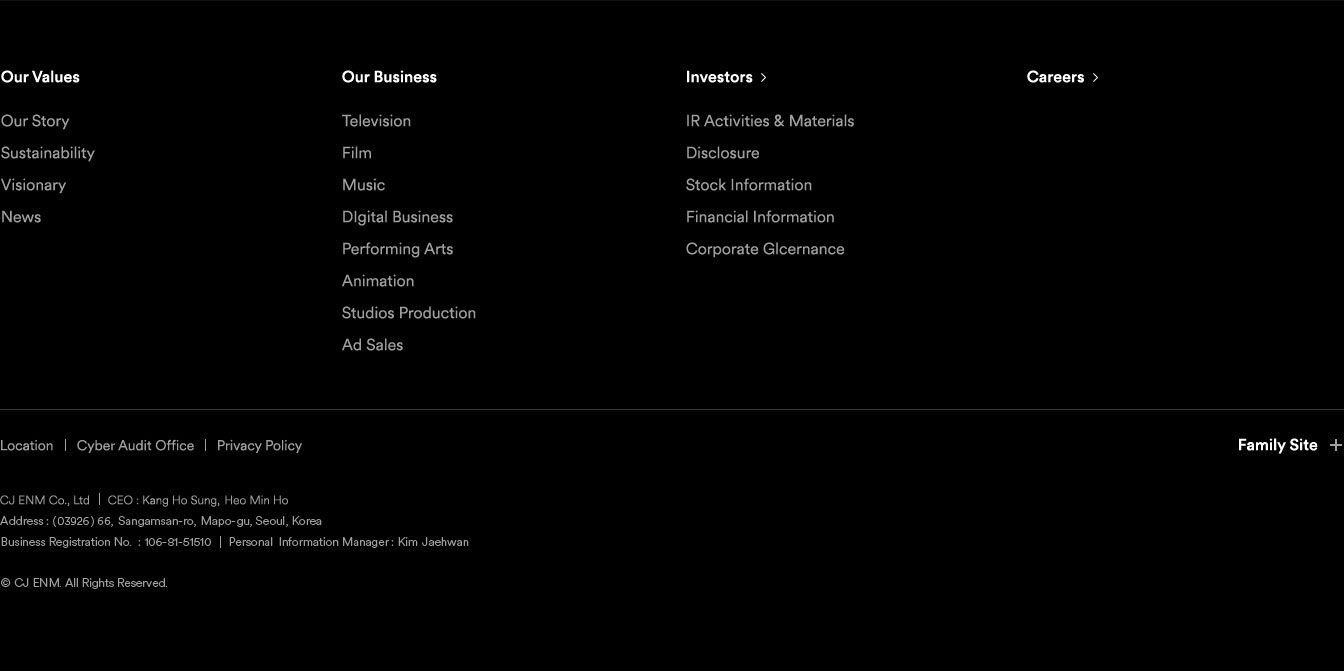 Our Values
Our Story
Sustainability
Visionary
News
Our Business
Television
Film
Music
DIgital Business
Performing Arts
Animation
Studios Production
Ad Sales
Investors >
IR Activities & Materials
Disclosure
Stock Information
Financial Information
Corporate Glcernance
Careers >
Location | Cyber Audit Office | Privacy Policy
Family Site +
CJ ENM Co., Ltd | CEO : Kang Ho Sung, Heo Min Ho
Address : (03926) 66, Sangamsan-ro, Mapo-gu, Seoul, Korea
Business Registration No. : 106-81-51510 | Personal Information Manager : Kim Jaehwan
© CJ ENM. All Rights Reserved.